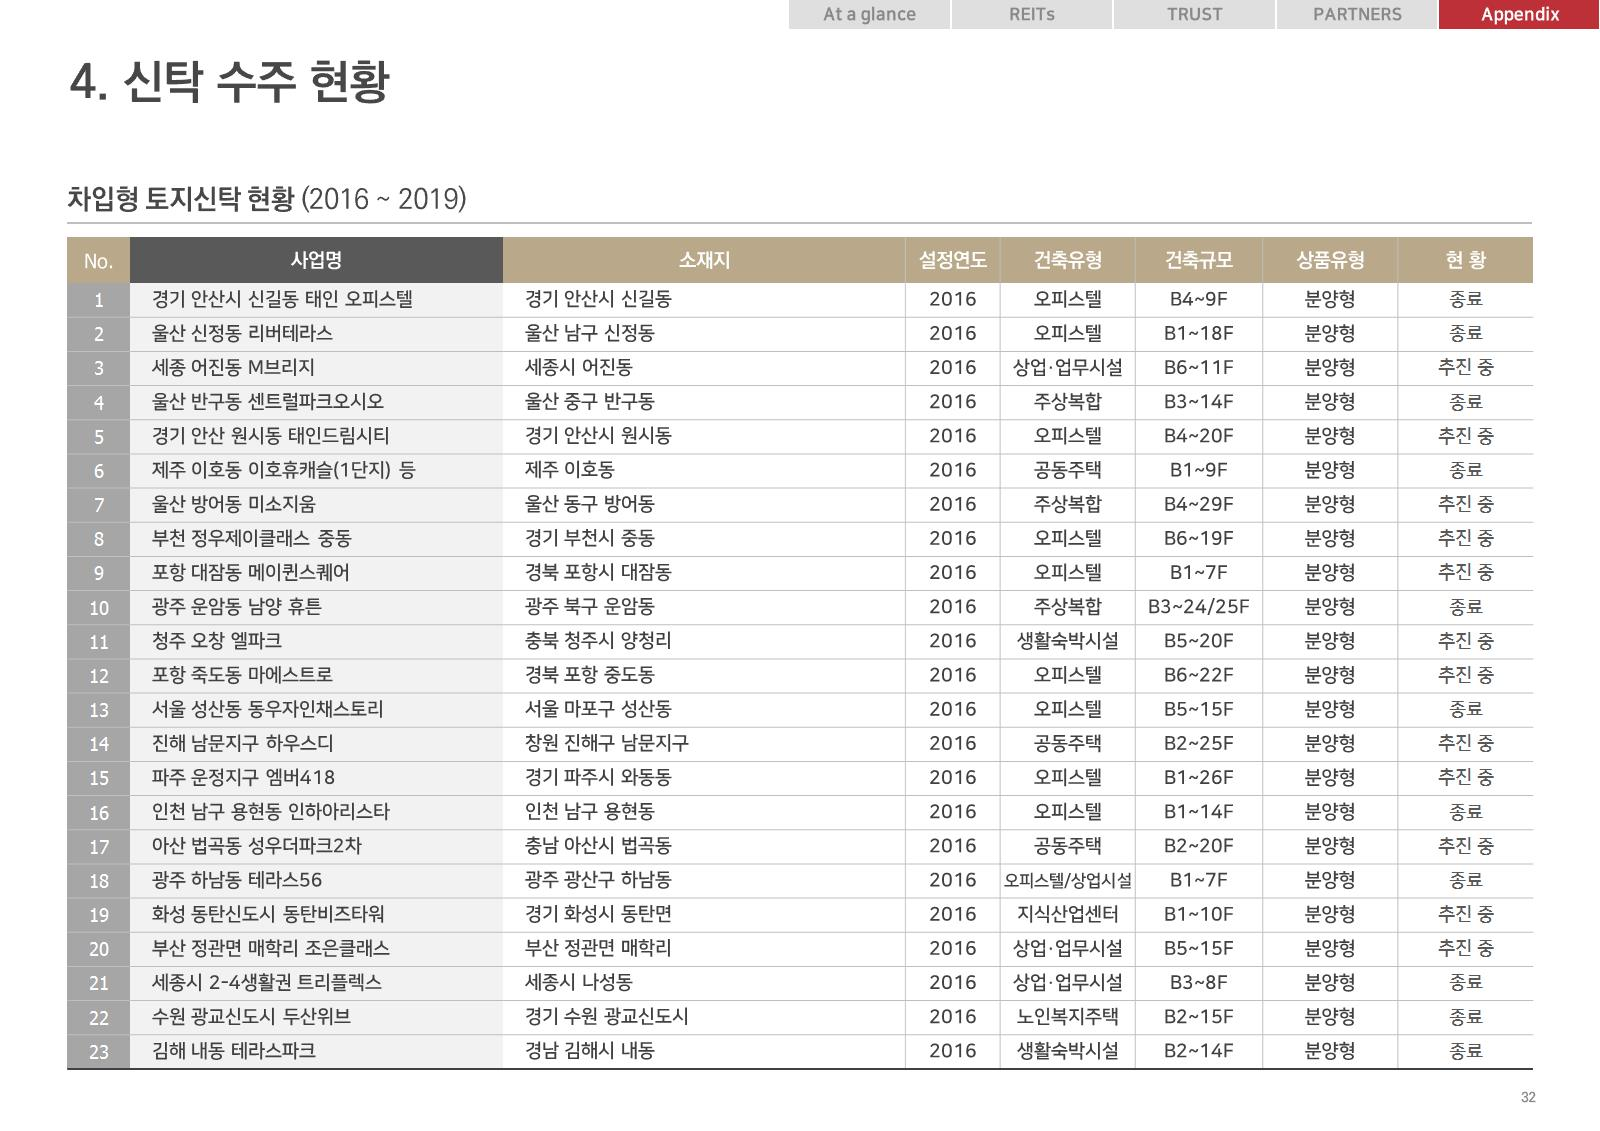 At a glance REITs TRUST PARTNERS Appendix
4. 신탁 수주 현황
차입형 토지신탁 현황 (2016 ~ 2019)
No. 사업명 소재지 설정연도 건축유형 건축규모 상품유형 현 황
1 경기 안산시 신길동 태인 오피스텔 경기 안산시 신길동 2016 오피스텔 B4~9F 분양형 종료
2 울산 신정동 리버테라스 울산 남구 신정동 2016 오피스텔 B1~18F 분양형 종료
3 세종 어진동 M브리지 세종시 어진동 2016 상업·업무시설 B6~11F 분양형 추진 중
4 울산 반구동 센트럴파크오시오 울산 중구 반구동 2016 주상복합 B3~14F 분양형 종료
5 경기 안산 원시동 태인드림시티 경기 안산시 원시동 2016 오피스텔 B4~20F 분양형 추진 중
6 제주 이호동 이호휴캐슬(1단지) 등 제주 이호동 2016 공동주택 B1~9F 분양형 종료
7 울산 방어동 미소지움 울산 동구 방어동 2016 주상복합 B4~29F 분양형 추진 중
8 부천 정우제이클래스 중동 경기 부천시 중동 2016 오피스텔 B6~19F 분양형 추진 중
9 포항 대잠동 메이퀸스퀘어 경북 포항시 대잠동 2016 오피스텔 B1~7F 분양형 추진 중
10 광주 운암동 남양 휴튼 광주 북구 운암동 2016 주상복합 B3~24/25F 분양형 종료
11 청주 오창 엘파크 충북 청주시 양청리 2016 생활숙박시설 B5~20F 분양형 추진 중
12 포항 죽도동 마에스트로 경북 포항 중도동 2016 오피스텔 B6~22F 분양형 추진 중
13 서울 성산동 동우자인채스토리 서울 마포구 성산동 2016 오피스텔 B5~15F 분양형 종료
14 진해 남문지구 하우스디 창원 진해구 남문지구 2016 공동주택 B2~25F 분양형 추진 중
15 파주 운정지구 엠버418 경기 파주시 와동동 2016 오피스텔 B1~26F 분양형 추진 중
16 인천 남구 용현동 인하아리스타 인천 남구 용현동 2016 오피스텔 B1~14F 분양형 종료
17 아산 법곡동 성우더파크2차 충남 아산시 법곡동 2016 공동주택 B2~20F 분양형 추진 중
18 광주 하남동 테라스56 광주 광산구 하남동 2016 오피스텔/상업시설 B1~7F 분양형 종료
19 화성 동탄신도시 동탄비즈타워 경기 화성시 동탄면 2016 지식산업센터 B1~10F 분양형 추진 중
20 부산 정관면 매학리 조은클래스 부산 정관면 매학리 2016 상업·업무시설 B5~15F 분양형 추진 중
21 세종시 2-4생활권 트리플렉스 세종시 나성동 2016 상업·업무시설 B3~8F 분양형 종료
22 수원 광교신도시 두산위브 경기 수원 광교신도시 2016 노인복지주택 B2~15F 분양형 종료
23 김해 내동 테라스파크 경남 김해시 내동 2016 생활숙박시설 B2~14F 분양형 종료
32